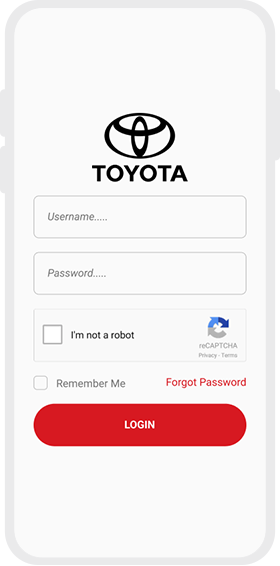 TOYOTA
Username.....
Password.....
I'm not a robot
reCAPTCHA
Privacy - Terms
Remember Me
Forgot Password
LOGIN